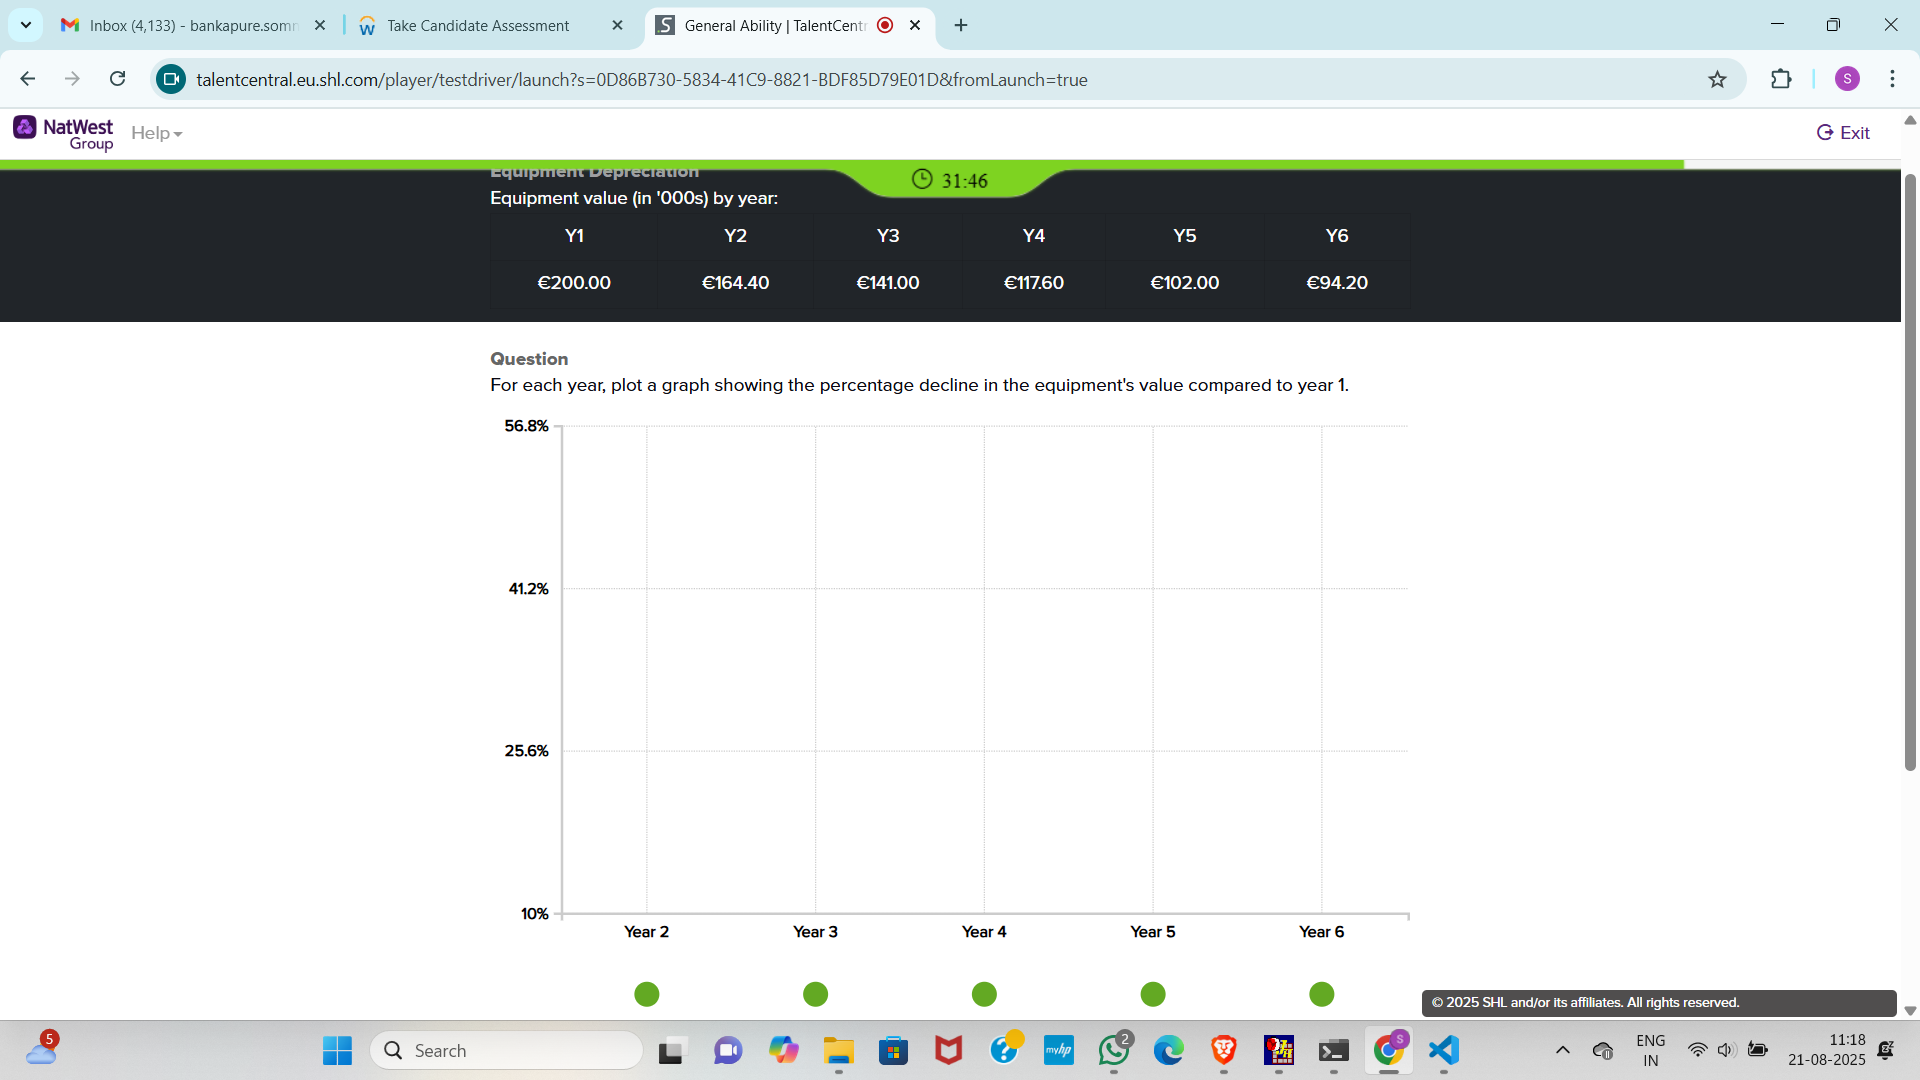 Inbox (4,133) - bankapure.somn
Take Candidate Assessment
General Ability | TalentCentr
talentcentral.eu.shl.com/player/testdriver/launch?s=0D86B730-5834-41C9-8821-BDF85D79E01D&fromLaunch=true
S
NatWest
Group
Help
Exit
Equipment Depreciation
31:46
Equipment value (in '000s) by year:
Y1 Y2 Y3 Y4 Y5 Y6
€200.00 €164.40 €141.00 €117.60 €102.00 €94.20
Question
For each year, plot a graph showing the percentage decline in the equipment's value compared to year 1.
56.8%
41.2%
25.6%
10%
Year 2 Year 3 Year 4 Year 5 Year 6
© 2025 SHL and/or its affiliates. All rights reserved.
5
Search
myhp
2
S
ENG
IN
11:18
21-08-2025